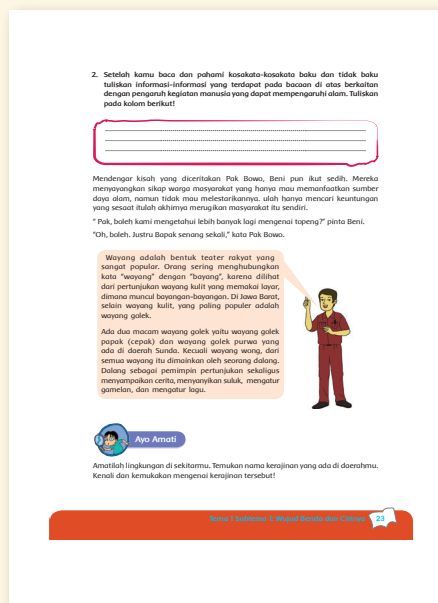 2. Setelah kamu baca dan pahami kosakata-kosakata baku dan tidak baku
tuliskan informasi-informasi yang terdapat pada bacaan di atas berkaitan
dengan pengaruh kegiatan manusia yang dapat mempengaruhi alam. Tuliskan
pada kolom berikut!
Mendengar kisah yang diceritakan Pak Bowo, Beni pun ikut sedih. Mereka
menyayangkan sikap warga masyarakat yang hanya mau memanfaatkan sumber
daya alam, namun tidak mau melestarikannya. ulah hanya mencari keuntungan
yang sesaat itulah akhirnya merugikan masyarakat itu sendiri.
" Pak, boleh kami mengetahui lebih banyak lagi mengenai topeng?" pinta Beni.
"Oh, boleh. Justru Bapak senang sekali," kata Pak Bowo.
Wayang adalah bentuk teater rakyat yang
sangat popular. Orang sering menghubungkan
kata "wayang" dengan "bayang", karena dilihat
dari pertunjukan wayang kulit yang memakai layar,
dimana muncul bayangan-bayangan. Di Jawa Barat,
selain wayang kulit, yang paling populer adalah
wayang golek.
Ada dua macam wayang golek yaitu wayang golek
papak (cepak) dan wayang golek purwa yang
ada di daerah Sunda. Kecuali wayang wong, dari
semua wayang itu dimainkan oleh seorang dalang.
Dalang sebagai pemimpin pertunjukan sekaligus
menyampaikan cerita, menyanyikan suluk, mengatur
gamelan, dan mengatur lagu.
Ayo Amati
Amatilah lingkungan di sekitarmu. Temukan nama kerajinan yang ada di daerahmu.
Kenali dan kemukakan mengenai kerajinan tersebut!
Tema 1 Subtema 1: Wujud Benda dan Cirinya 23